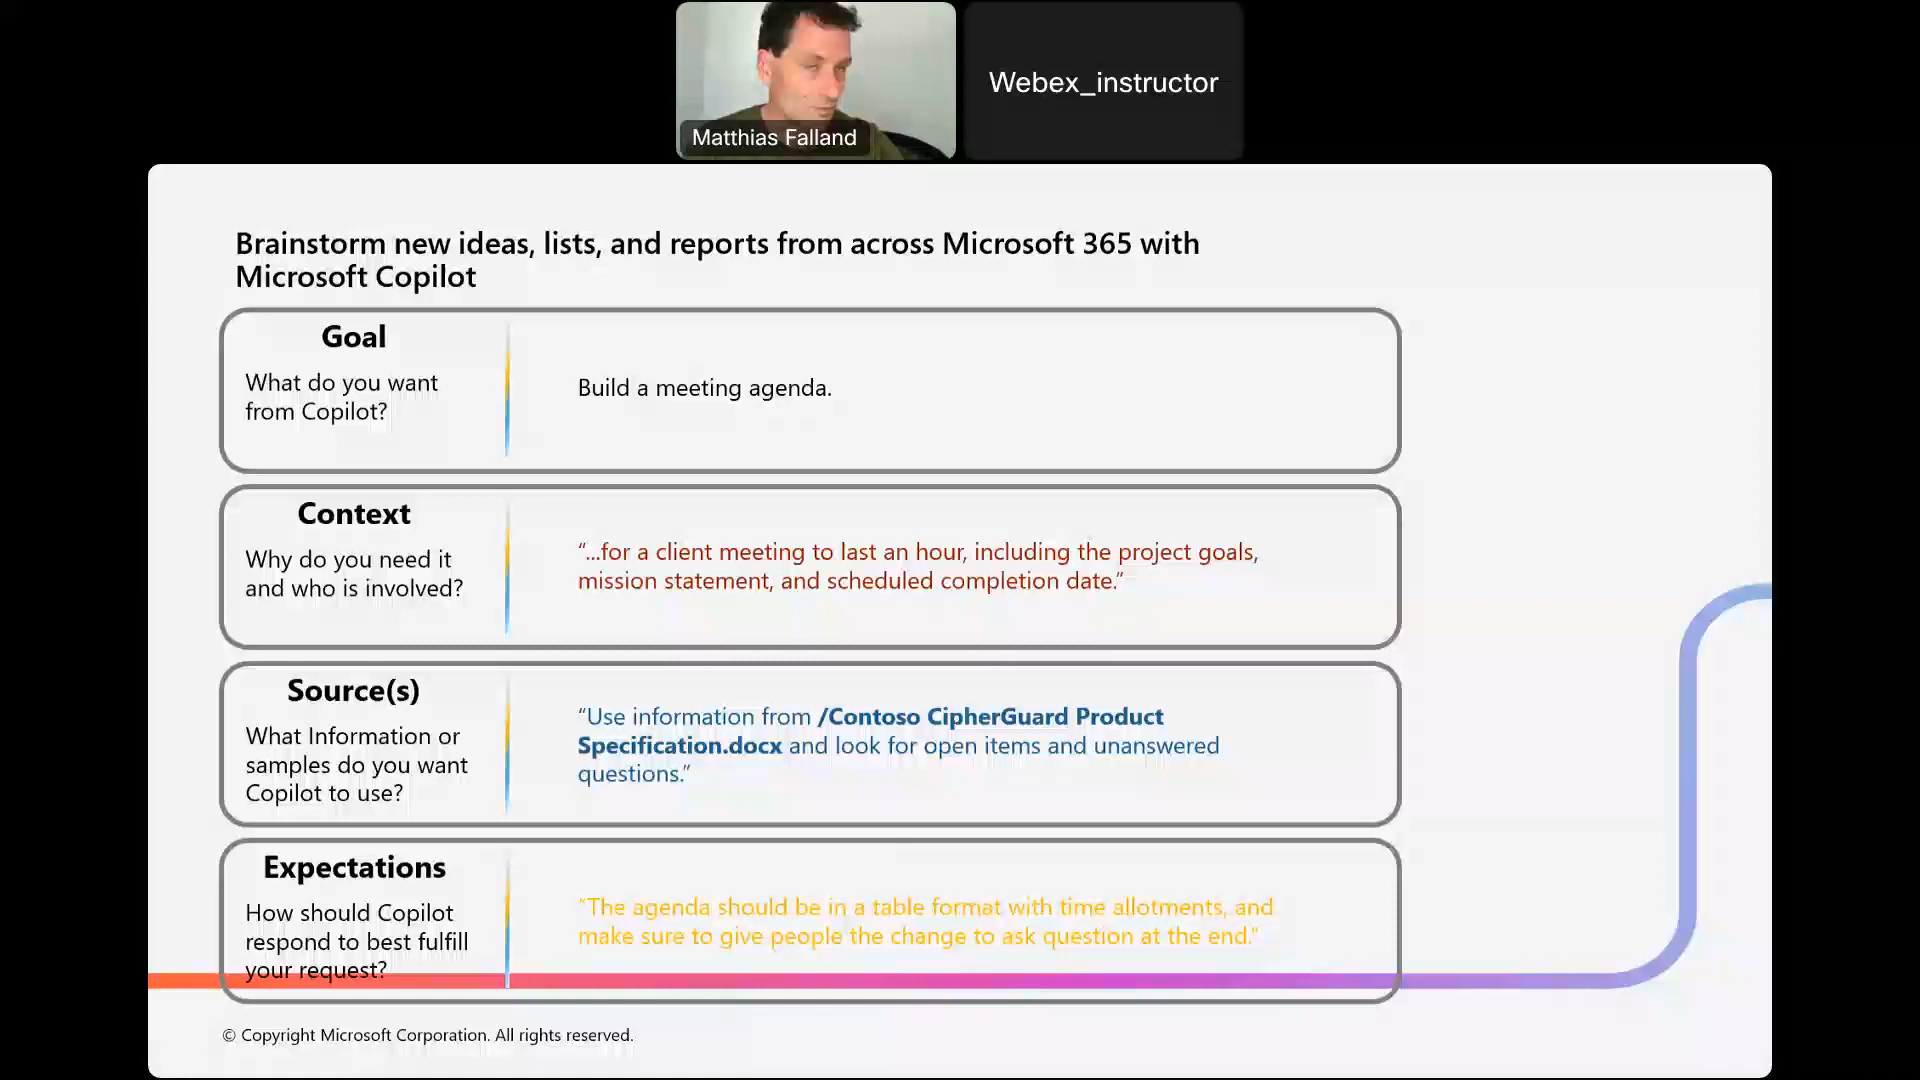 Matthias Falland
Webex_instructor
Brainstorm new ideas, lists, and reports from across Microsoft 365 with
Microsoft Copilot
Goal
What do you want
from Copilot?
Build a meeting agenda.
Context
Why do you need it
and who is involved?
“...for a client meeting to last an hour, including the project goals,
mission statement, and scheduled completion date.”
Source(s)
What Information or
samples do you want
Copilot to use?
“Use information from /Contoso CipherGuard Product
Specification.docx and look for open items and unanswered
questions.”
Expectations
How should Copilot
respond to best fulfill
your request?
“The agenda should be in a table format with time allotments, and
make sure to give people the change to ask question at the end.”
© Copyright Microsoft Corporation. All rights reserved.